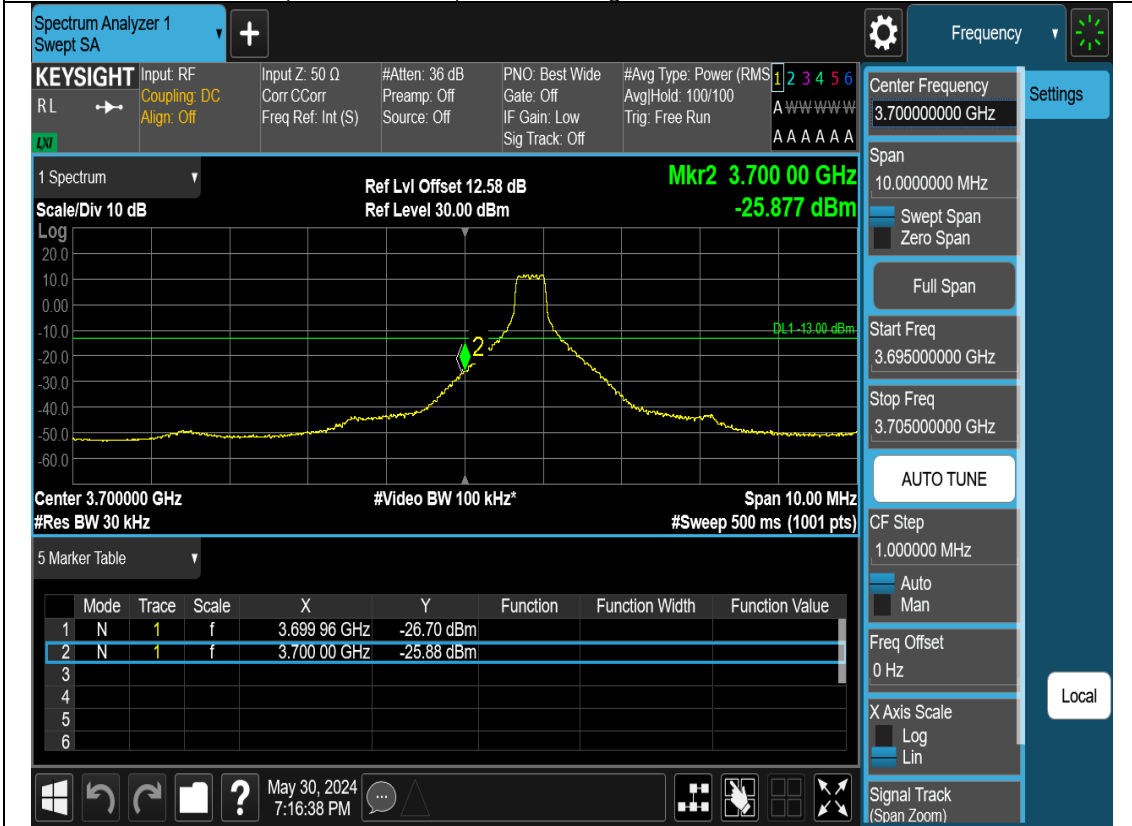 Spectrum Analyzer 1
Swept SA
+
Frequency
KEYSIGHT
RL
LXI
Input: RF
Coupling: DC
Align: Off
Input Z: 50 Ω
Corr CCorr
Freq Ref: Int (S)
#Atten: 36 dB
Preamp: Off
Source: Off
PNO: Best Wide
Gate: Off
IF Gain: Low
Sig Track: Off
#Avg Type: Power (RMS
Avg|Hold: 100/100
Trig: Free Run
1 2 3 4 5 6
A W W W W W
A A A A A A
1 Spectrum
Scale/Div 10 dB
Ref Lvl Offset 12.58 dB
Ref Level 30.00 dBm
Mkr2 3.700 00 GHz
-25.877 dBm
Log
20.0
10.0
0.00
-10.0
-20.0
-30.0
-40.0
-50.0
-60.0
DL1 -13.00 dBm
2
Center 3.700000 GHz
#Video BW 100 kHz*
Span 10.00 MHz
#Res BW 30 kHz
#Sweep 500 ms (1001 pts)
5 Marker Table
Mode Trace Scale X Y Function Function Width Function Value
1 N 1 f 3.699 96 GHz -26.70 dBm
2 N 1 f 3.700 00 GHz -25.88 dBm
3
4
5
6
?
May 30, 2024
7:16:38 PM
Center Frequency
3.700000000 GHz
Settings
Span
10.0000000 MHz
Swept Span
Zero Span
Full Span
Start Freq
3.695000000 GHz
Stop Freq
3.705000000 GHz
AUTO TUNE
CF Step
1.000000 MHz
Auto
Man
Freq Offset
0 Hz
Local
X Axis Scale
Log
Lin
Signal Track
(Span Zoom)